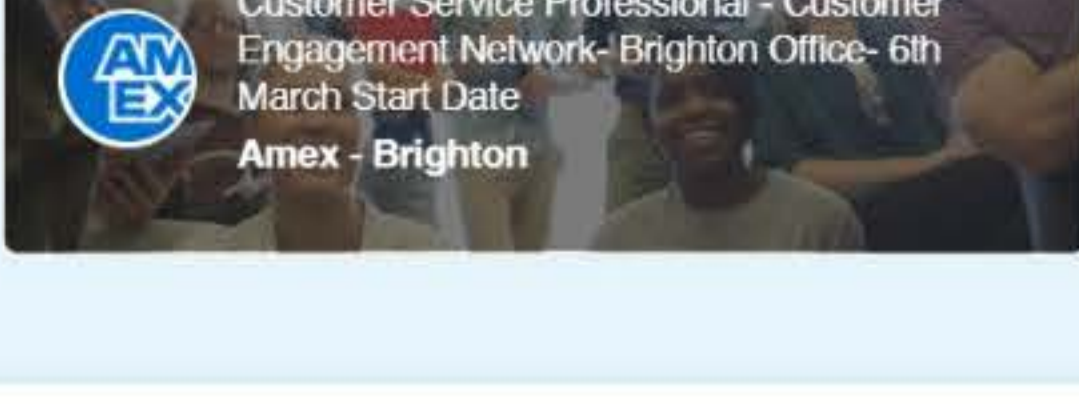 Customer Service Professional - Customer
Engagement Network- Brighton Office- 6th
March Start Date
AM
EX
Amex - Brighton